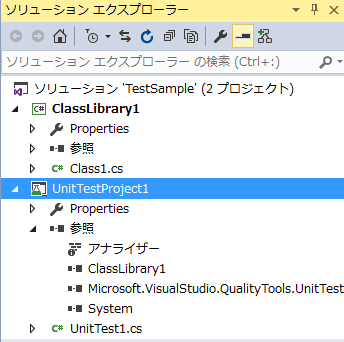 ソリューション エクスプローラー
ソリューション エクスプローラー の検索 (Ctrl+:)
ソリューション 'TestSample' (2 プロジェクト)
ClassLibrary1
Properties
参照
Class1.cs
UnitTestProject1
Properties
参照
アナライザー
ClassLibrary1
Microsoft.VisualStudio.QualityTools.UnitTest
System
UnitTest1.cs